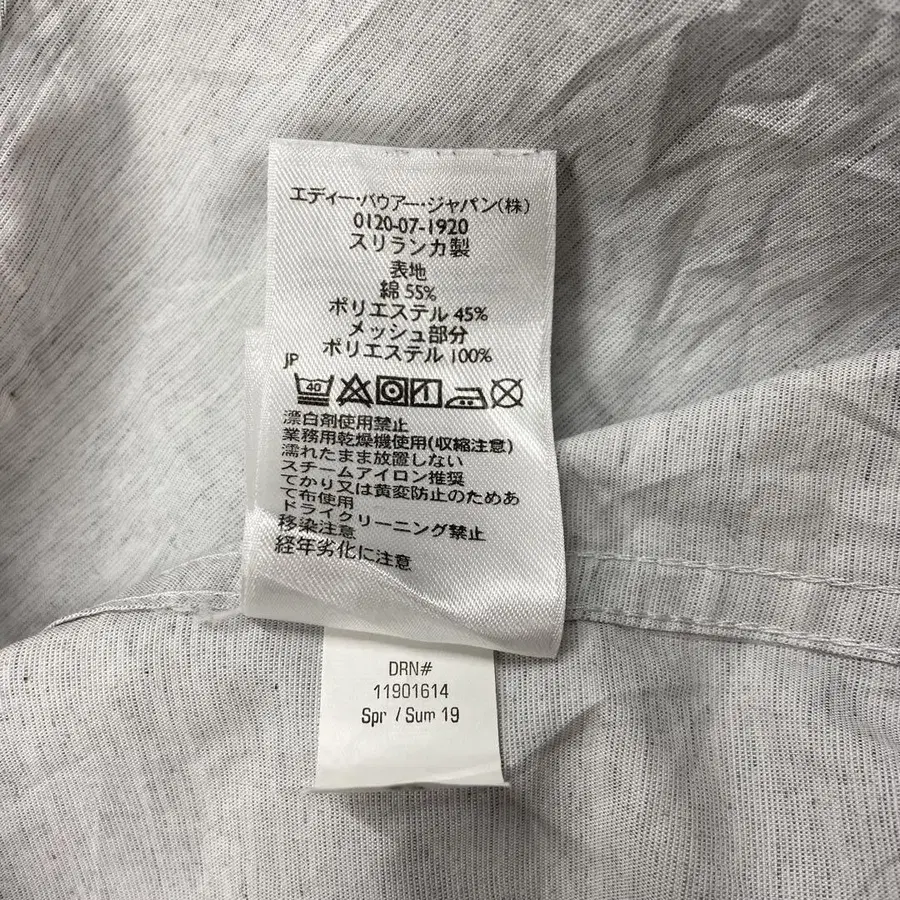 エディー・バウアー・ジャパン(株)
0120-07-1920
スリランカ製
表地
綿 55%
ポリエステル 45%
メッシュ部分
ポリエステル 100%
JP
40
漂白剤使用禁止
業務用乾燥機使用(収縮注意)
濡れたまま放置しない
スチームアイロン推奨
てかり又は黄変防止のためあ
て布使用
ドライクリーニング禁止
移染注意
経年劣化に注意
DRN#
11901614
Spr / Sum 19